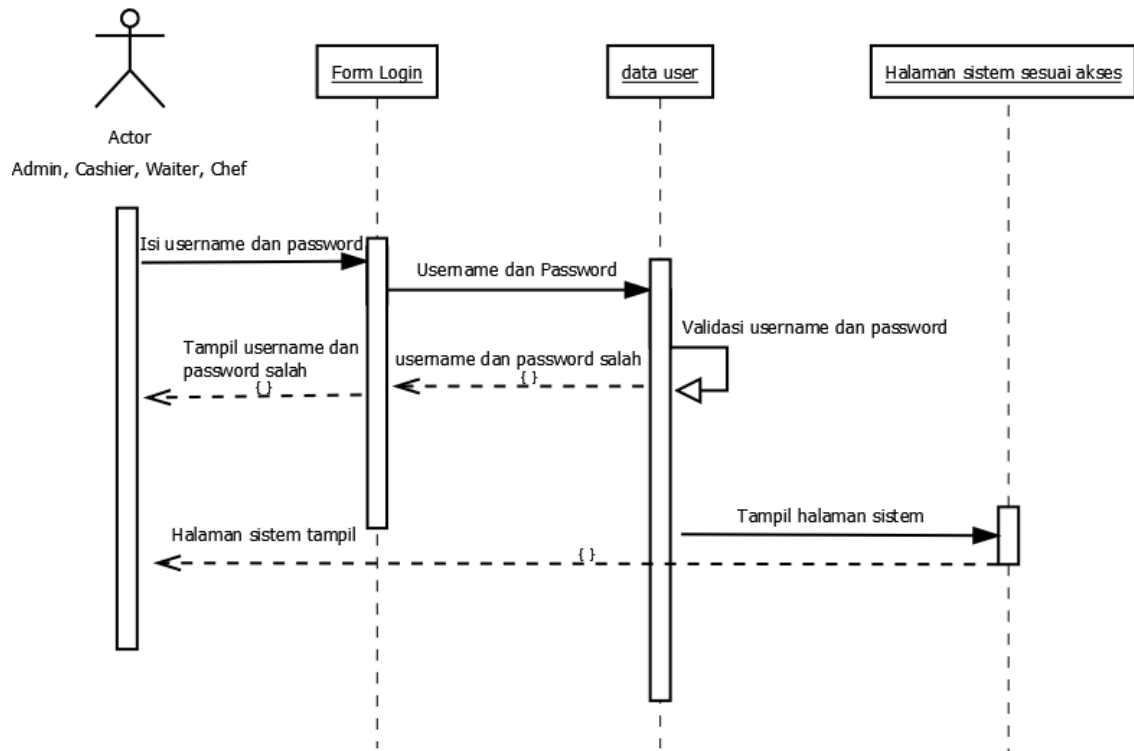 Form Login
data user
Halaman sistem sesuai akses
Actor
Admin, Cashier, Waiter, Chef
Isi username dan password
Username dan Password
Validasi username dan password
Tampil username dan
password salah
{ }
username dan password salah
{ }
Tampil halaman sistem
Halaman sistem tampil
{ }